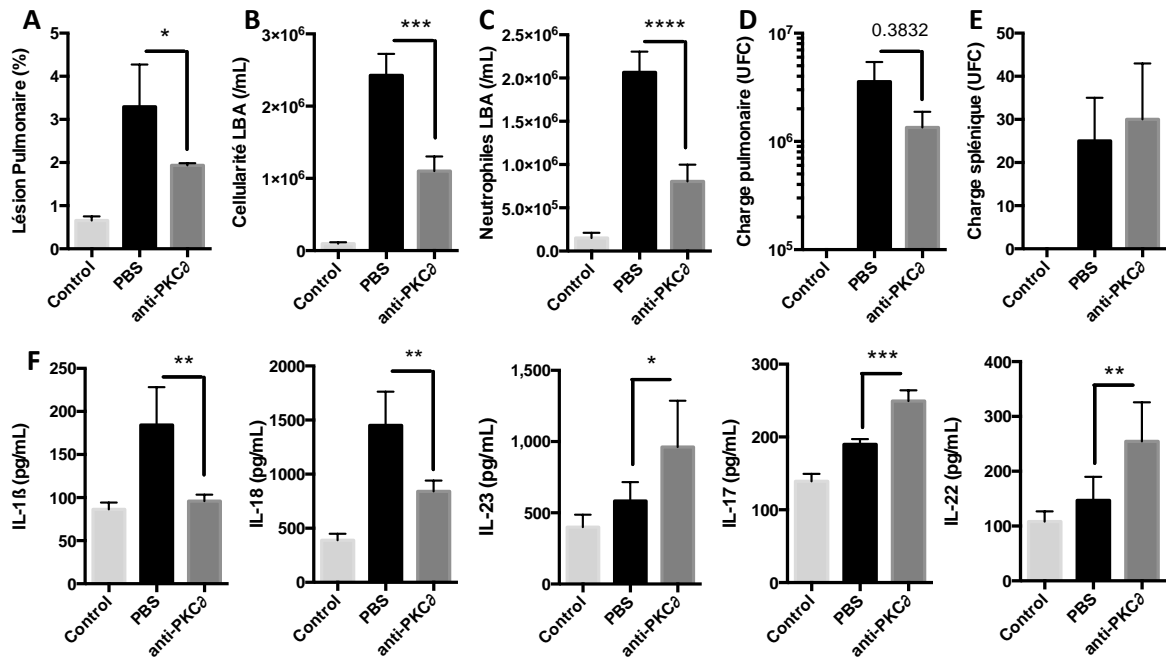 A
Lésion Pulmonaire (%)
5
4
3
2
1
0
*
Control
PBS
anti-PKC∂
B
Cellularité LBA (/mL)
3×10⁶
2×10⁶
1×10⁶
0
***
Control
PBS
anti-PKC∂
C
Neutrophiles LBA (/mL)
2.5×10⁶
2.0×10⁶
1.5×10⁶
1.0×10⁶
5.0×10⁵
0.0
****
Control
PBS
anti-PKC∂
D
Charge pulmonaire (UFC)
10⁷
10⁶
10⁵
0.3832
Control
PBS
anti-PKC∂
E
Charge splénique (UFC)
50
40
30
20
10
0
Control
PBS
anti-PKC∂
F
IL-1ß (pg/mL)
250
200
150
100
50
0
**
Control
PBS
anti-PKC∂
IL-18 (pg/mL)
2000
1500
1000
500
0
**
Control
PBS
anti-PKC∂
IL-23 (pg/mL)
1,500
1,000
500
0
*
Control
PBS
anti-PKC∂
IL-17 (pg/mL)
300
200
100
0
***
Control
PBS
anti-PKC∂
IL-22 (pg/mL)
400
300
200
100
0
**
Control
PBS
anti-PKC∂